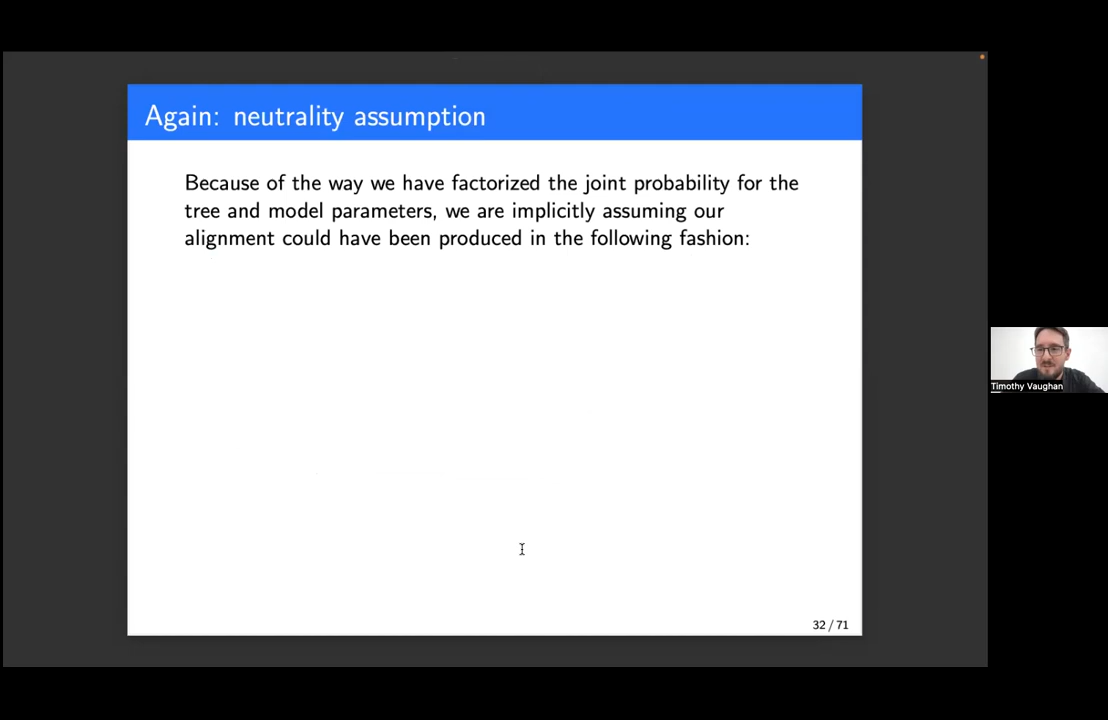 Again: neutrality assumption
Because of the way we have factorized the joint probability for the
tree and model parameters, we are implicitly assuming our
alignment could have been produced in the following fashion:
Timothy Vaughan
32 / 71